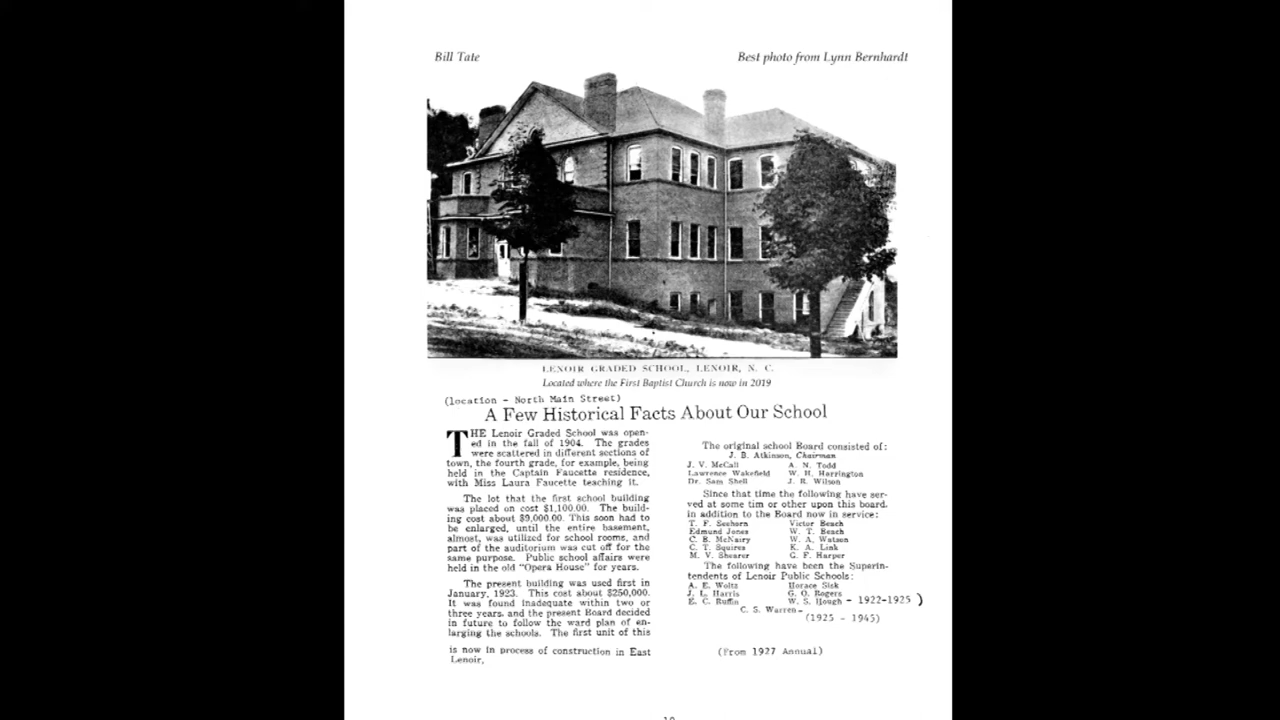 Bill Tate
Best photo from Lynn Bernhardt
LENOIR GRADED SCHOOL, LENOIR, N. C.
Located where the First Baptist Church is now in 2019
(location - North Main Street)
A Few Historical Facts About Our School
THE Lenoir Graded School was open-
ed in the fall of 1904. The grades
were scattered in different sections of
town, the fourth grade, for example, being
held in the Captain Faucette residence,
with Miss Laura Faucette teaching it.
The lot that the first school building
was placed on cost $1,100.00. The build-
ing cost about $9,000.00. This soon had to
be enlarged, until the entire basement,
almost, was utilized for school rooms, and
part of the auditorium was cut off for the
same purpose. Public school affairs were
held in the old "Opera House" for years.
The present building was used first in
January, 1923. This cost about $250,000.
It was found inadequate within two or
three years, and the present Board decided
in future to follow the ward plan of en-
larging the schools. The first unit of this
is now in process of construction in East
Lenoir,
The original school Board consisted of:
J. B. Atkinson, Chairman
J. V. McCall A. N. Todd
Lawrence Wakefield W. H. Harrington
Dr. Sam Shell J. R. Wilson
Since that time the following have ser-
ved at some tim or other upon this board,
in addition to the Board now in service:
T. F. Seehorn Victor Beach
Edmund Jones W. T. Beach
C. B. McNairy W. A. Watson
C. T. Squires K. A. Link
M. V. Shearer G. F. Harper
The following have been the Superin-
tendents of Lenoir Public Schools:
A. E. Woltz Horace Sisk
J. L. Harris G. O. Rogers
E. C. Ruffin W. S. Hough - 1922-1925 )
C. S. Warren -
(1925 - 1945)
(From 1927 Annual)